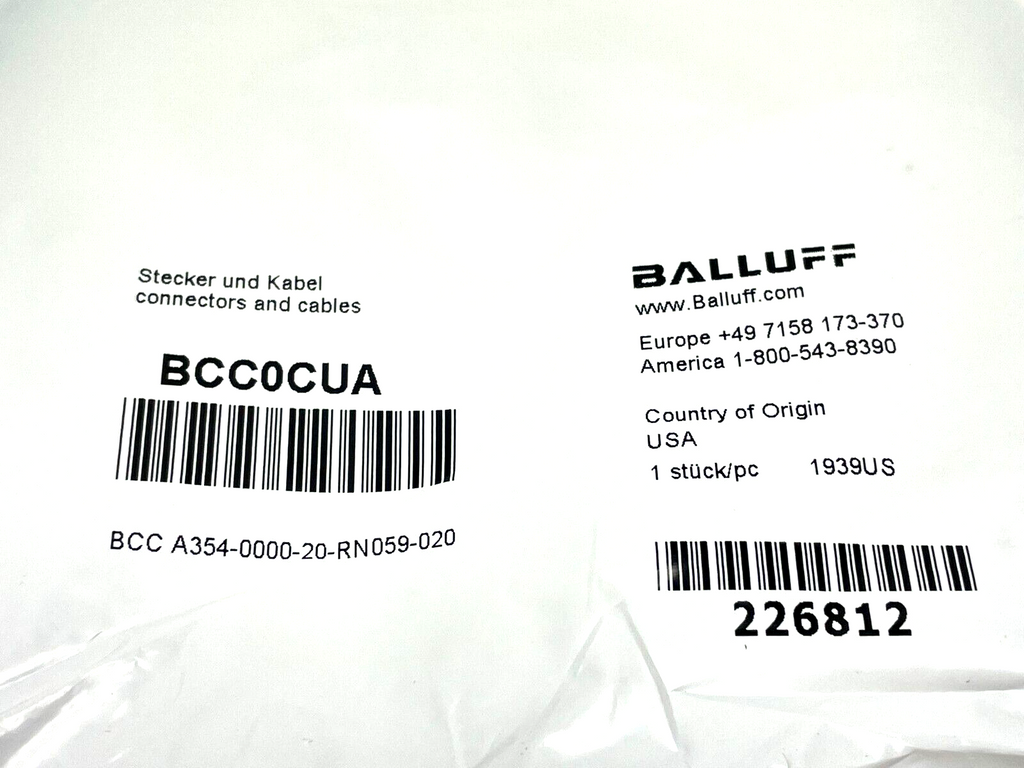 Stecker und Kabel
connectors and cables
BCC0CUA
BCC A354-0000-20-RN059-020
BALLUFF
www.Balluff.com
Europe +49 7158 173-370
America 1-800-543-8390
Country of Origin
USA
1 stück/pc 1939US
226812